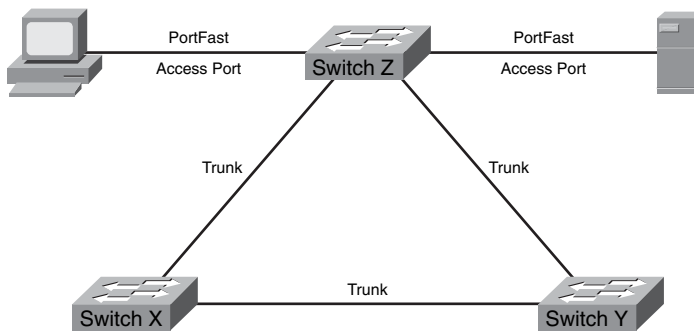 PortFast
PortFast
Access Port
Switch Z
Access Port
Trunk
Trunk
Trunk
Switch X
Switch Y